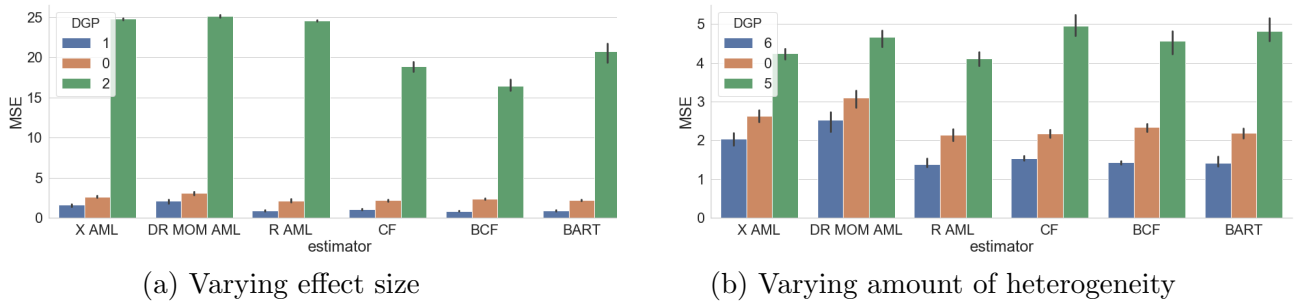 DGP
1
0
2
MSE
25
20
15
10
5
0
X AML DR MOM AML R AML CF BCF BART
estimator
(a) Varying effect size
DGP
6
0
5
MSE
5
4
3
2
1
0
X AML DR MOM AML R AML CF BCF BART
estimator
(b) Varying amount of heterogeneity